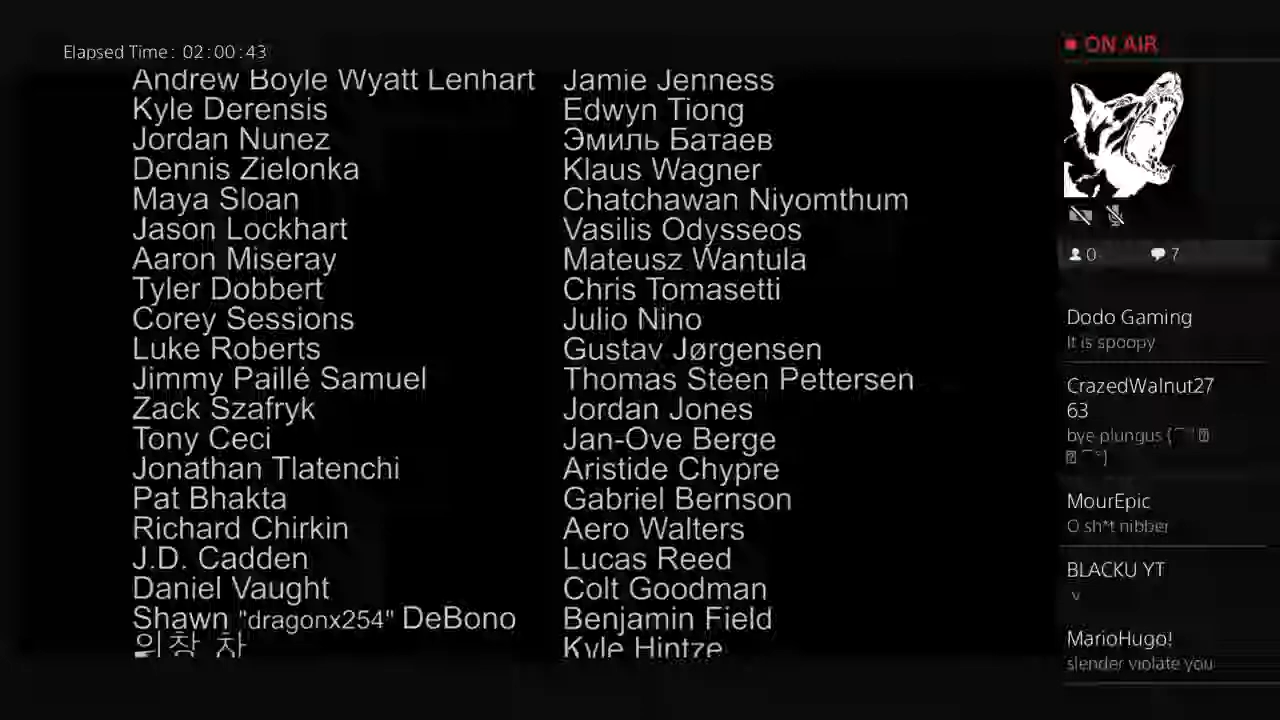 Elapsed Time: 02:00:43
Andrew Boyle Wyatt Lenhart
Kyle Derensis
Jordan Nunez
Dennis Zielonka
Maya Sloan
Jason Lockhart
Aaron Miseray
Tyler Dobbert
Corey Sessions
Luke Roberts
Jimmy Paillé Samuel
Zack Szafryk
Tony Ceci
Jonathan Tlatenchi
Pat Bhakta
Richard Chirkin
J.D. Cadden
Daniel Vaught
Shawn "dragonx254" DeBono
의창 차
Jamie Jenness
Edwyn Tiong
Эмиль Батаев
Klaus Wagner
Chatchawan Niyomthum
Vasilis Odysseos
Mateusz Wantula
Chris Tomasetti
Julio Nino
Gustav Jørgensen
Thomas Steen Pettersen
Jordan Jones
Jan-Ove Berge
Aristide Chypre
Gabriel Bernson
Aero Walters
Lucas Reed
Colt Goodman
Benjamin Field
Kyle Hintze
ON AIR
0
7
Dodo Gaming
It is spoopy
CrazedWalnut27
63
bye plungus
MourEpic
O sh*t nibber
BLACKU YT
v
MarioHugo!
slender violate you